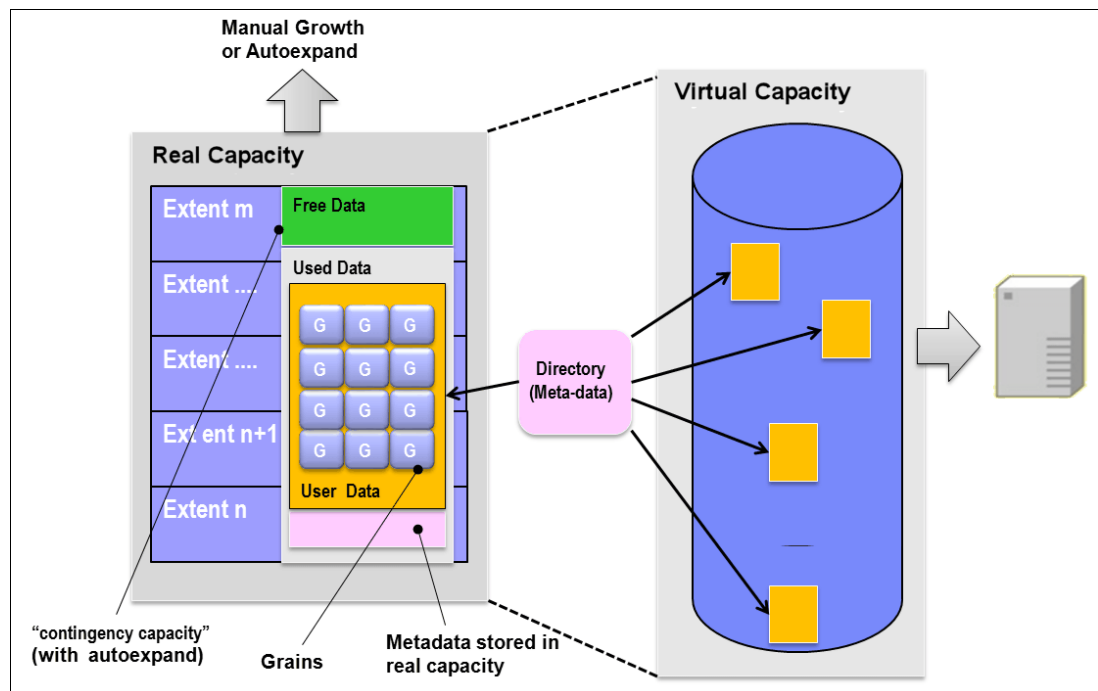 Manual Growth
or Autoexpand
Real Capacity
Virtual Capacity
Extent m
Free Data
Extent ....
Used Data
G G G
Extent ....
G G G
G G G
Ext ent n+1
G G G
User Data
Extent n
Directory
(Meta-data)
“contingency capacity”
(with autoexpand)
Grains
Metadata stored in
real capacity